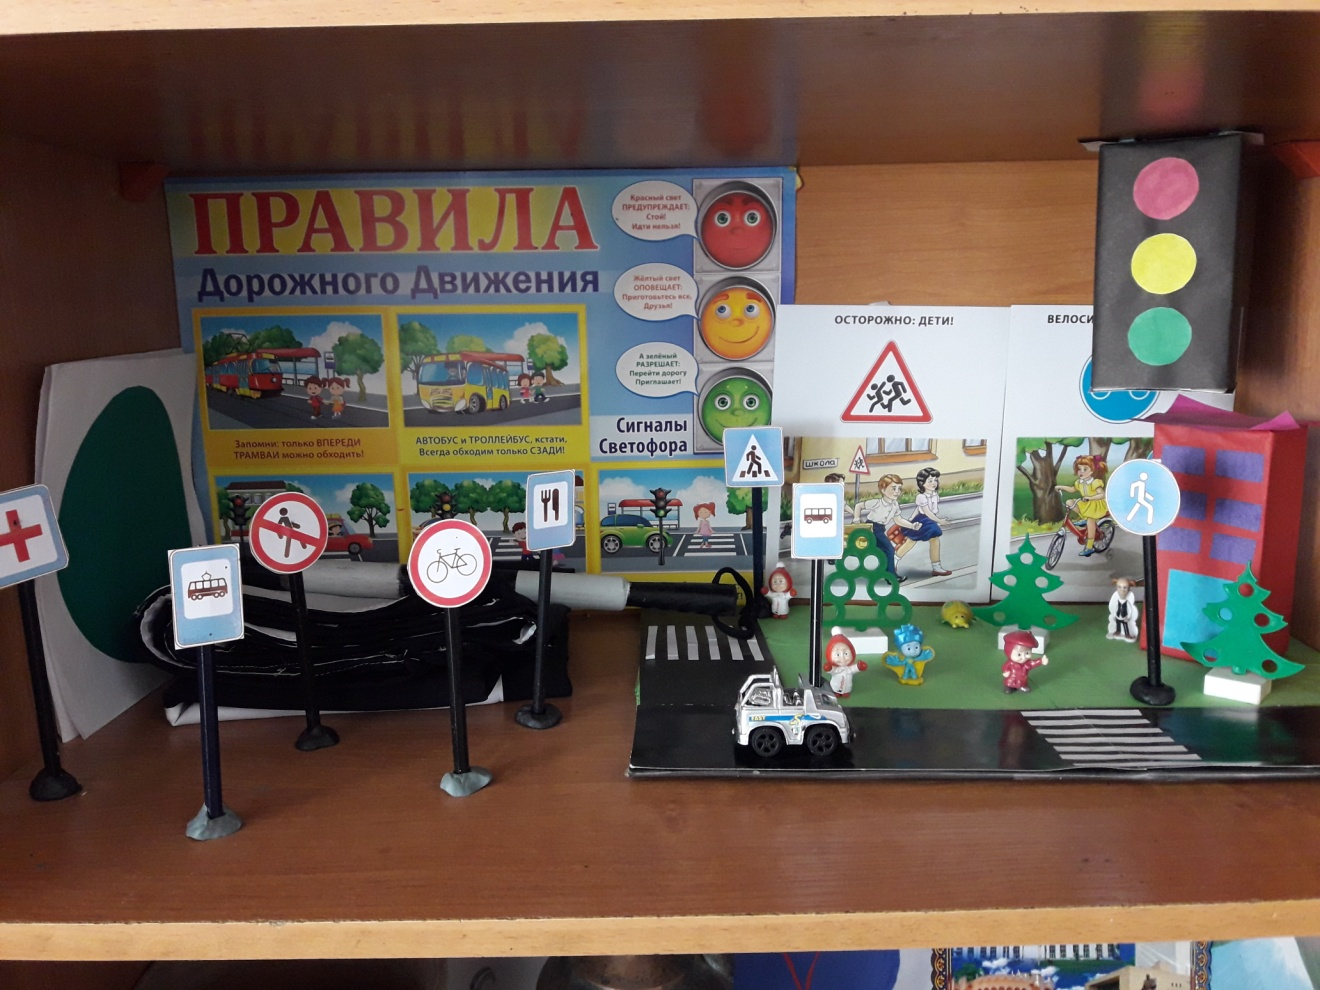 ПРАВИЛА
Дорожного Движения
Красный свет
ПРЕДУПРЕЖДАЕТ:
Стой!
Идти нельзя!
Жёлтый свет
ОПОВЕЩАЕТ:
Приготовьтесь все,
Друзья!
А зелёный
РАЗРЕШАЕТ:
Перейти дорогу
Приглашает!
Сигналы
Светофора
Запомни: только ВПЕРЕДИ
ТРАМВАЙ можно обходить!
АВТОБУС и ТРОЛЛЕЙБУС, кстати,
Всегда обходим только СЗАДИ!
ОСТОРОЖНО: ДЕТИ!
ШКОЛА
ВЕЛОСИ